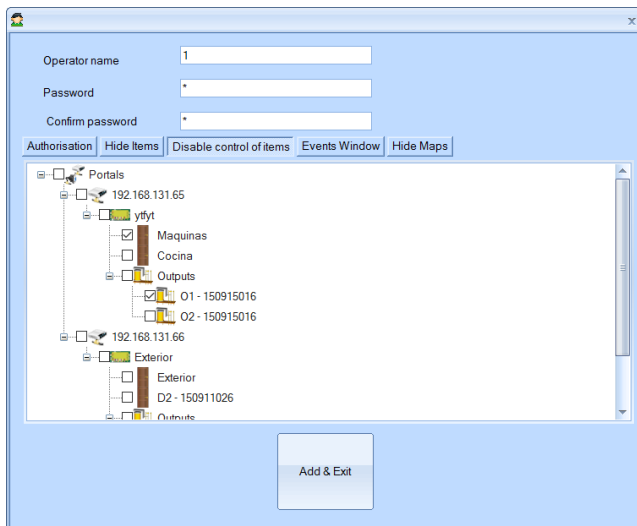 x
Operator name 1
Password *
Confirm password *
Authorisation Hide Items Disable control of items Events Window Hide Maps
Portals
192.168.131.65
ytfyt
Maquinas
Cocina
Outputs
O1 - 150915016
O2 - 150915016
192.168.131.66
Exterior
Exterior
D2 - 150911026
Outputs
Add & Exit